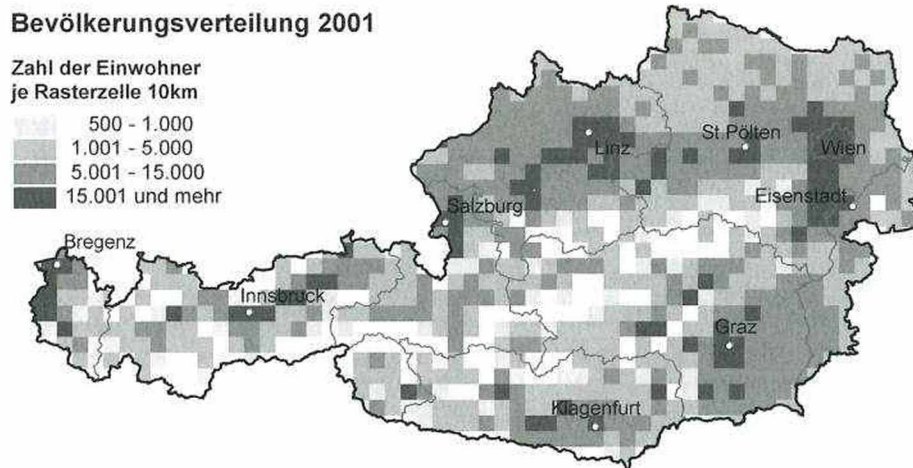 Bevölkerungsverteilung 2001
Zahl der Einwohner
je Rasterzelle 10km
500 - 1.000
1.001 - 5.000
5.001 - 15.000
15.001 und mehr
St.Pölten
Linz
Wien
Eisenstadt
Salzburg
Bregenz
Innsbruck
Graz
Klagenfurt